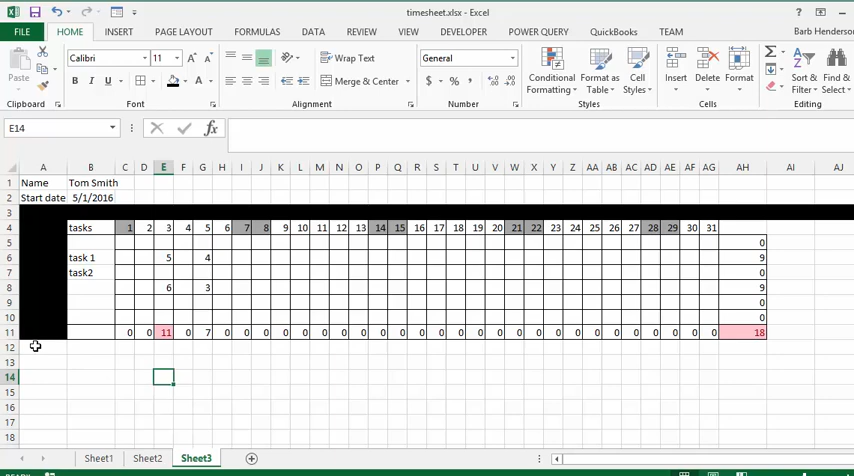 timesheet.xlsx - Excel
FILE HOME INSERT PAGE LAYOUT FORMULAS DATA REVIEW VIEW DEVELOPER POWER QUERY QuickBooks TEAM Barb Henderson
Paste Calibri 11 Wrap Text General Conditional Formatting Format as Table Cell Styles Insert Delete Format Sort & Filter Find & Select
B I U Merge & Center $ %
Clipboard Font Alignment Number Styles Cells Editing
E14 fx
A B C D E F G H I J K L M N O P Q R S T U V W X Y Z AA AB AC AD AE AF AG AH AI AJ
1 Name Tom Smith
2 Start date 5/1/2016
3
4 tasks 1 2 3 4 5 6 7 8 9 10 11 12 13 14 15 16 17 18 19 20 21 22 23 24 25 26 27 28 29 30 31
5 0
6 task 1 5 4 9
7 task2 0
8 6 3 9
9 0
10 0
11 0 0 11 0 7 0 0 0 0 0 0 0 0 0 0 0 0 0 0 0 0 0 0 0 0 0 0 0 0 0 0 18
12
13
14
15
16
17
18
Sheet1 Sheet2 Sheet3